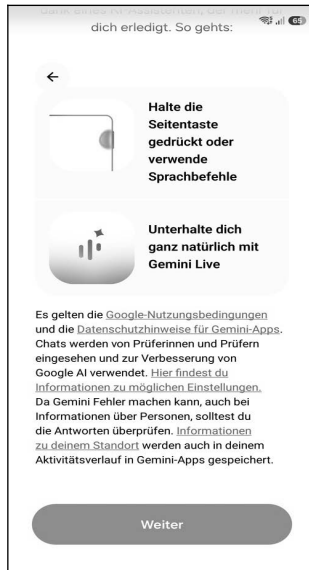 dich erledigt. So gehts:
65
Halte die
Seitentaste
gedrückt oder
verwende
Sprachbefehle
Unterhalte dich
ganz natürlich mit
Gemini Live
Es gelten die Google-Nutzungsbedingungen
und die Datenschutzhinweise für Gemini-Apps.
Chats werden von Prüferinnen und Prüfern
eingesehen und zur Verbesserung von
Google AI verwendet. Hier findest du
Informationen zu möglichen Einstellungen.
Da Gemini Fehler machen kann, auch bei
Informationen über Personen, solltest du
die Antworten überprüfen. Informationen
zu deinem Standort werden auch in deinem
Aktivitätsverlauf in Gemini-Apps gespeichert.
Weiter